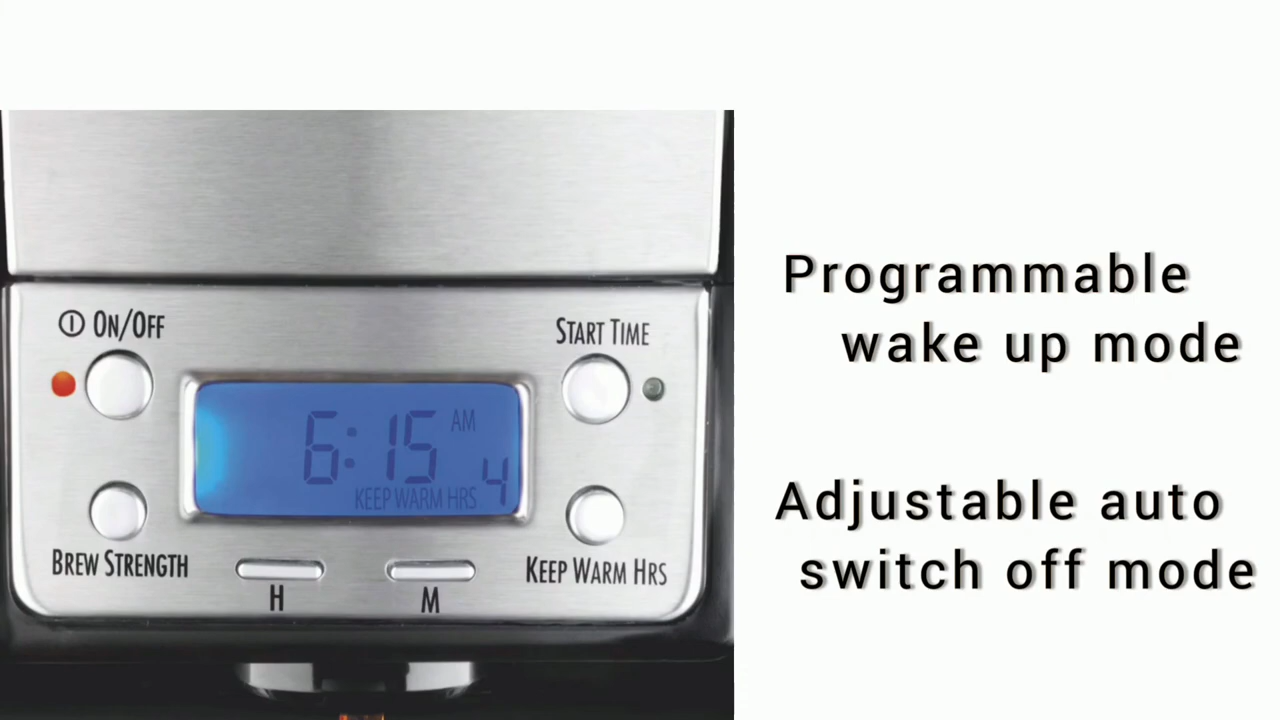 ON/OFF
START TIME
6:15 AM
KEEP WARM HRS 4
BREW STRENGTH
KEEP WARM HRS
H
M
Programmable
wake up mode
Adjustable auto
switch off mode